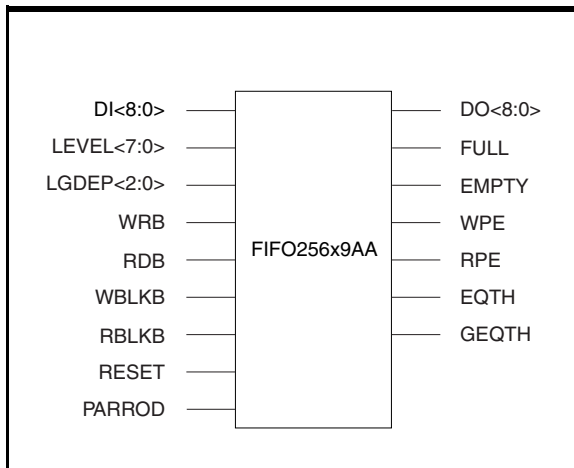 DI<8:0>
LEVEL<7:0>
LGDEP<2:0>
WRB
RDB
WBLKB
RBLKB
RESET
PARROD
FIFO256x9AA
DO<8:0>
FULL
EMPTY
WPE
RPE
EQTH
GEQTH